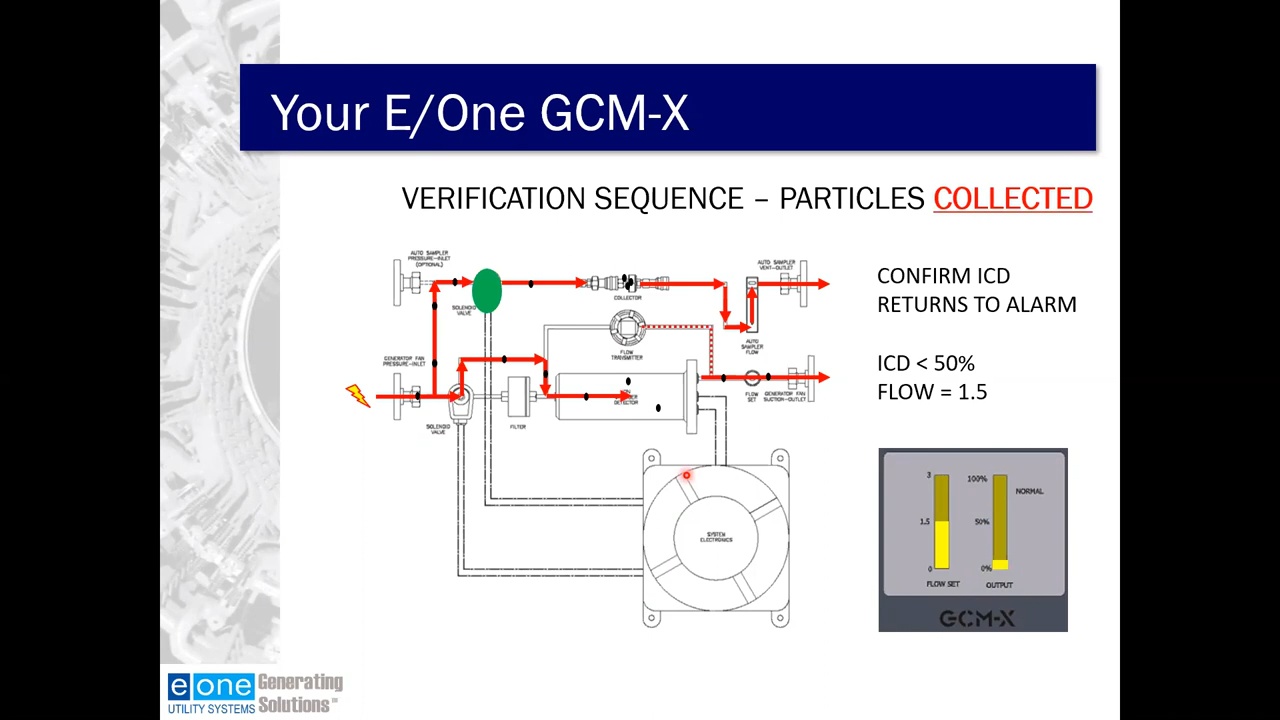 Your E/One GCM-X
VERIFICATION SEQUENCE – PARTICLES COLLECTED
AUTO SAMPLER
PRESSURE-INLET
(OPTIONAL)
SOLENOID
VALVE
COLLECTOR
AUTO SAMPLER
VENT-OUTLET
AUTO
SAMPLER
FLOW
FLOW
TRANSMITTER
GENERATOR FAN
PRESSURE-INLET
SOLENOID
VALVE
FILTER
DETECTOR
FLOW
SET
GENERATOR FAN
SUCTION-OUTLET
SYSTEM
ELECTRONICS
CONFIRM ICD
RETURNS TO ALARM
ICD < 50%
FLOW = 1.5
3
1.5
0
FLOW SET
100%
50%
0%
OUTPUT
NORMAL
GCM-X
e one
UTILITY SYSTEMS
Generating
Solutions